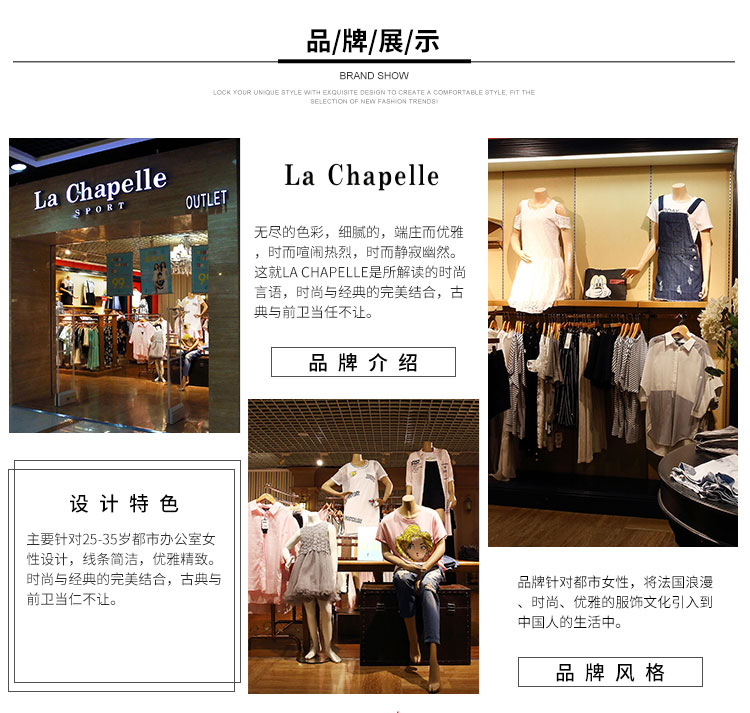 品/牌/展/示
BRAND SHOW
LOCK YOUR UNIQUE STYLE WITH EXQUISITE DESIGN TO CREATE A COMFORTABLE STYLE, FIT THE
SELECTION OF NEW FASHION TRENDS!
La Chapelle
SPORT
OUTLET
99
99
La Chapelle
无尽的色彩，细腻的，端庄而优雅
，时而喧闹热烈，时而静寂幽然。
这就LA CHAPELLE是所解读的时尚
言语，时尚与经典的完美结合，古
典与前卫当任不让。
品牌介绍
设计特色
主要针对25-35岁都市办公室女
性设计，线条简洁，优雅精致。
时尚与经典的完美结合，古典与
前卫当仁不让。
品牌针对都市女性，将法国浪漫
、时尚、优雅的服饰文化引入到
中国人的生活中。
品牌风格